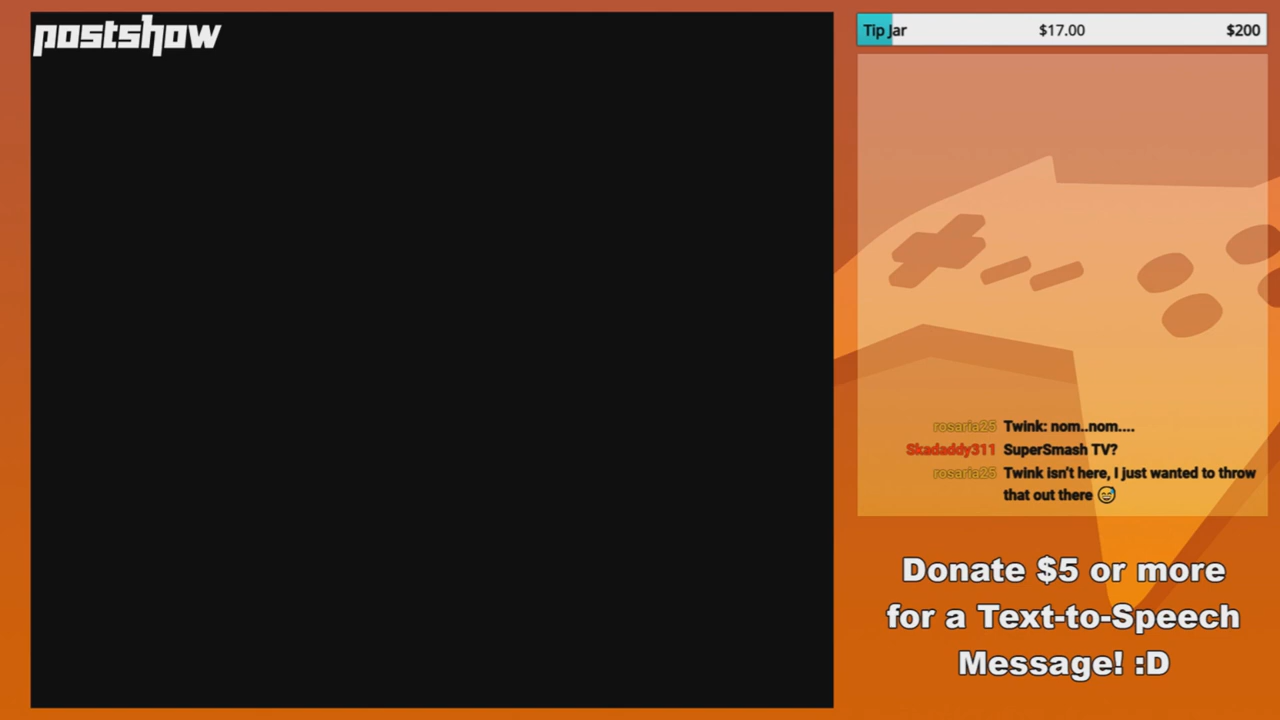 postshow
Tip Jar $17.00 $200
rosaria25 Twink: nom..nom....
Skadaddy311 SuperSmash TV?
rosaria25 Twink isn't here, I just wanted to throw
that out there 😅
Donate $5 or more
for a Text-to-Speech
Message! :D